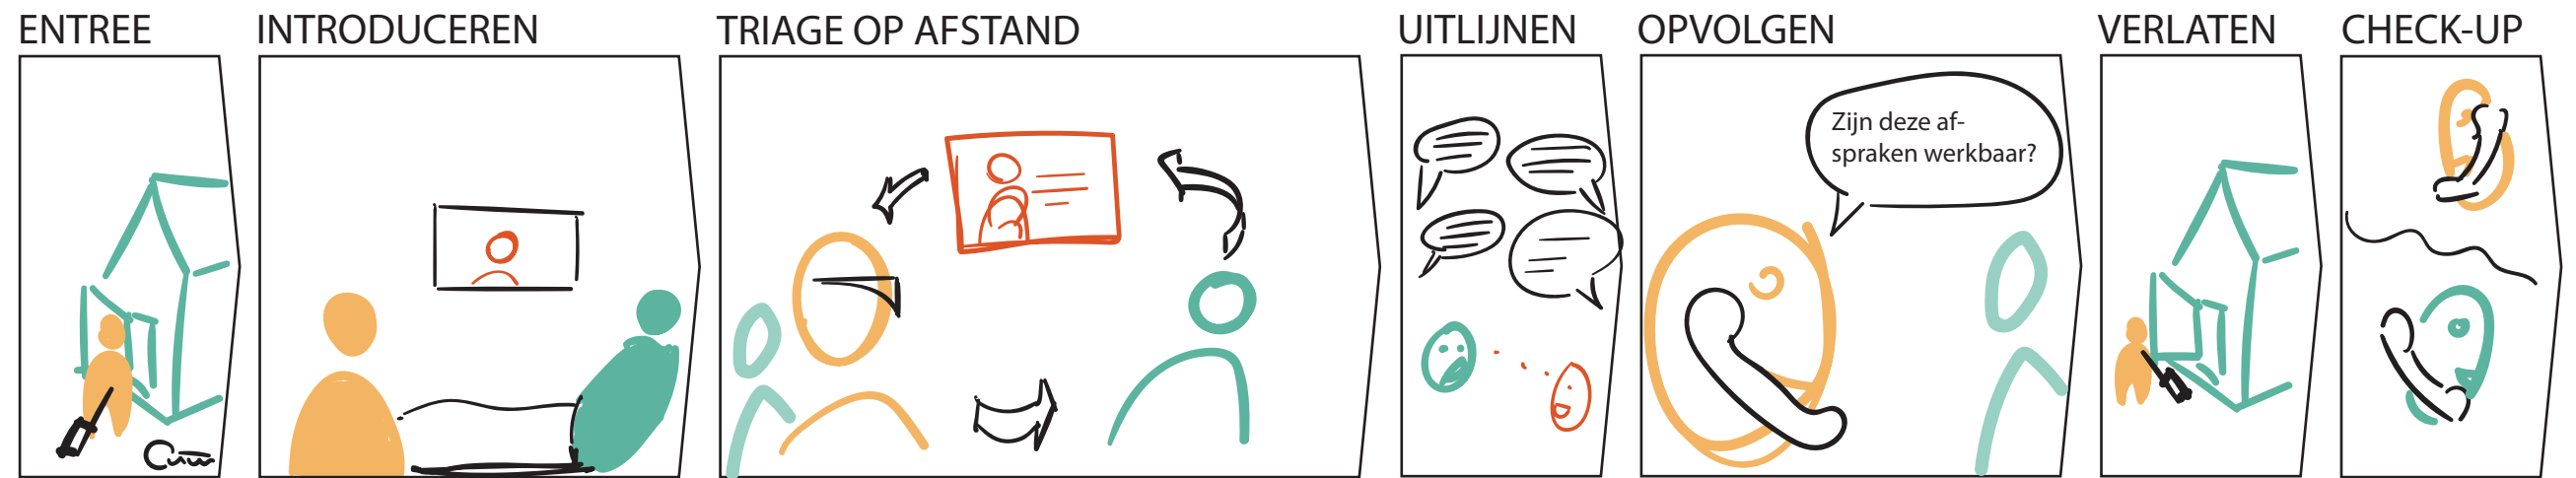 ENTREE
INTRODUCEREN
TRIAGE OP AFSTAND
UITLIJNEN
OPVOLGEN
VERLATEN
CHECK-UP
Zijn deze af-
spraken werkbaar?